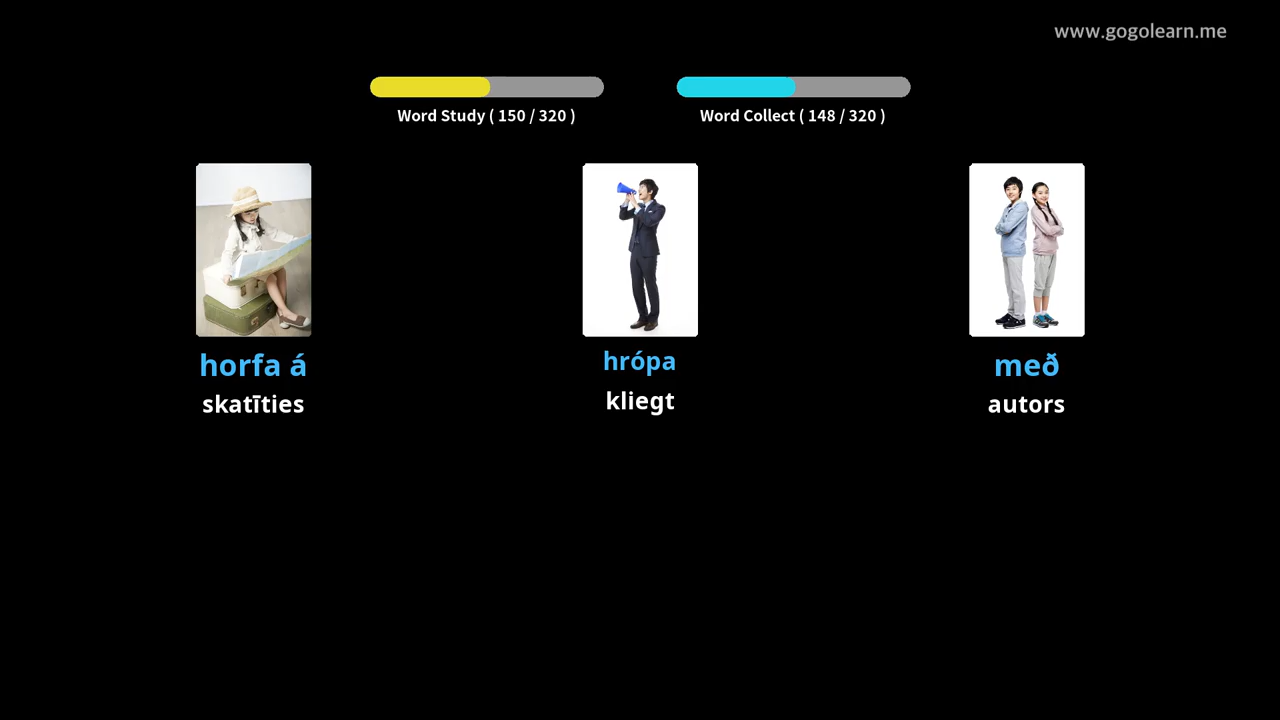 www.gogolearn.me
Word Study ( 150 / 320 )
Word Collect ( 148 / 320 )
horfa á
skatīties
hrópa
kliegt
með
autors